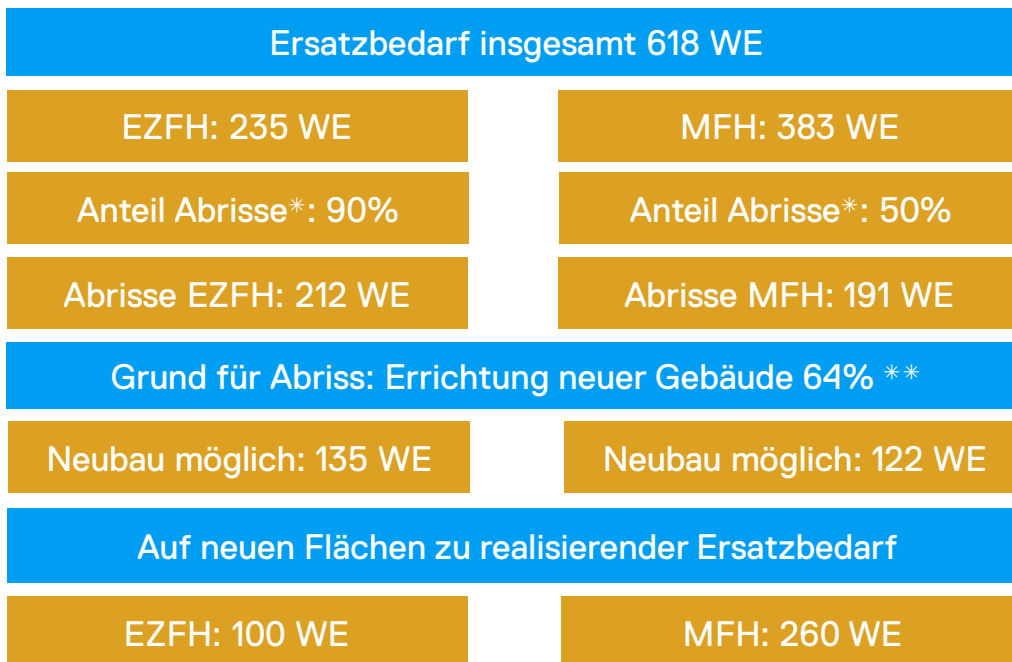 Ersatzbedarf insgesamt 618 WE
EZFH: 235 WE
MFH: 383 WE
Anteil Abrisse*: 90%
Anteil Abrisse*: 50%
Abrisse EZFH: 212 WE
Abrisse MFH: 191 WE
Grund für Abriss: Errichtung neuer Gebäude 64% **
Neubau möglich: 135 WE
Neubau möglich: 122 WE
Auf neuen Flächen zu realisierender Ersatzbedarf
EZFH: 100 WE
MFH: 260 WE